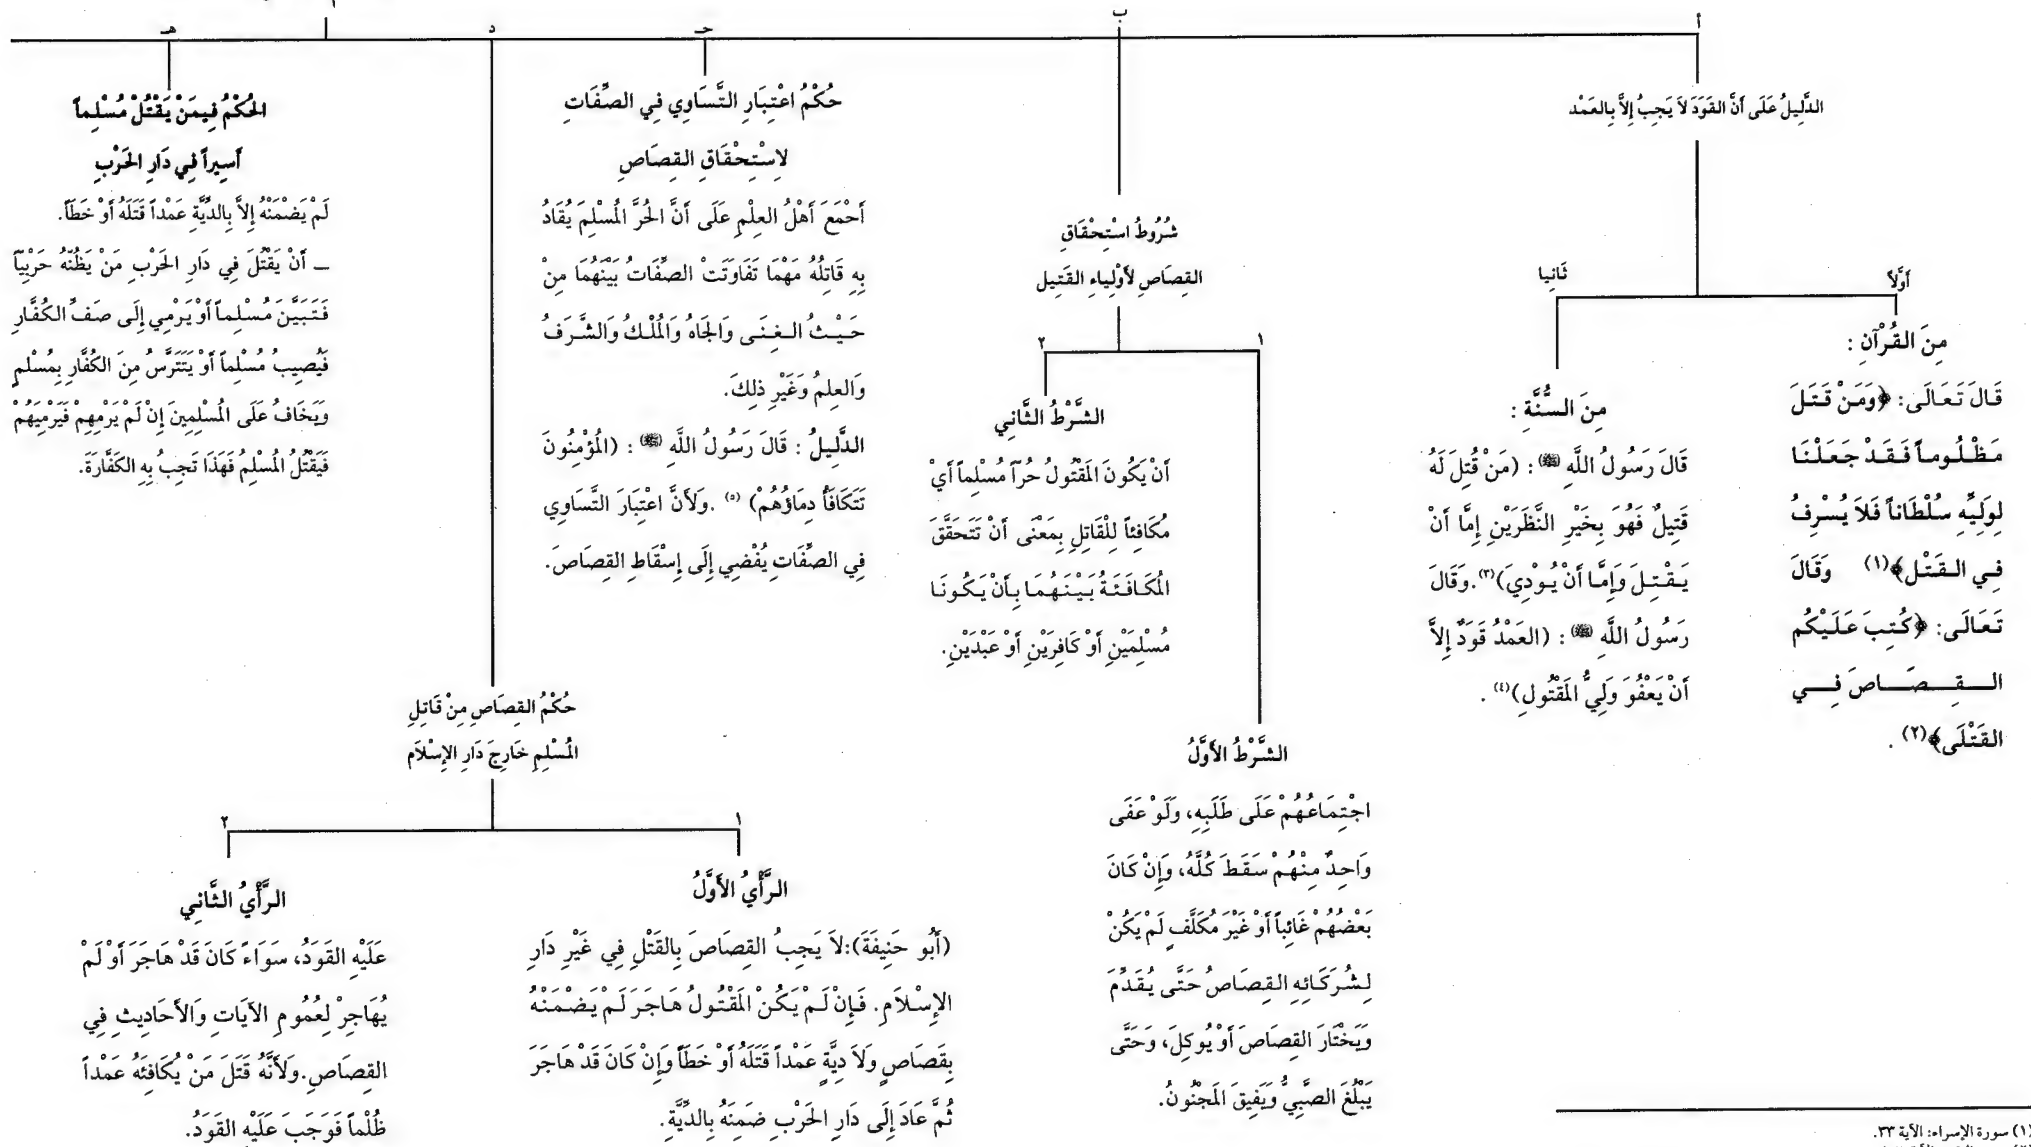 أ
الدَّلِيلُ عَلَى أَنَّ القَوَدَ لاَ يَجِبُ إِلاَّ بِالعَمْد
أَوَّلاً
مِنَ القُرْآنِ :
قَالَ تَعَالَى: ﴿وَمَنْ قَتَلَ
مَظْلُوماً فَقَدْ جَعَلْنَا
لِوَلِيِّهِ سُلْطَاناً فَلاَ يُسْرِفُ
فِي القَتْلِ﴾(١) وَقَالَ
تَعَالَى: ﴿كُتِبَ عَلَيْكُم
القِصَاصَ فِي
القَتْلَى﴾(٢) .
ثَانِيا
مِنَ السُّنَّةِ :
قَالَ رَسُولُ اللَّهِ ﷺ : (مَنْ قُتِلَ لَهُ
قَتِيلٌ فَهُوَ بِخَيْرِ النَّظَرَيْنِ إِمَّا أَنْ
يَقْتِلَ وَإِمَّا أَنْ يُوْدِيَ)(٣).وَقَالَ
رَسُولُ اللَّهِ ﷺ : (العَمْدُ قَوَدٌ إِلاَّ
أَنْ يَعْفُوَ وَلِيُّ المَقْتُولِ)(٤) .
ب
شُرُوطُ اسْتِحْقَاقِ
القِصَاصِ لأَوْلِيَاءِ القَتِيل
١
الشَّرْطُ الأَوَّلُ
اجْتِمَاعُهُمْ عَلَى طَلَبِهِ، وَلَوْ عَفَى
وَاحِدٌ مِنْهُمْ سَقَطَ كُلَّهُ، وَإِنْ كَانَ
بَعْضُهُمْ غَائِباً أَوْ غَيْرَ مُكَلَّفٍ لَمْ يَكُنْ
لِشُرَكَائِهِ القِصَاصُ حَتَّى يُقَدَّمَ
وَيَخْتَارَ القِصَاصَ أَوْ يُوكِلَ، وَحَتَّى
يَبْلُغَ الصَّبِيُّ وَيَفِيقَ المَجْنُونُ.
٢
الشَّرْطُ الثَّانِي
أَنْ يَكُونَ المَقْتُولُ حُرّاً مُسْلِماً أَيْ
مُكَافِئاً لِلْقَاتِلِ بِمَعْنَى أَنْ تَتَحَقَّقَ
المُكَافَئَةُ بَيْنَهُمَا بِأَنْ يَكُونَا
مُسْلِمَيْنِ أَوْ كَافِرَيْنِ أَوْ عَبْدَيْنِ.
حـ
حُكْمُ اعْتِبَارِ التَّسَاوِي فِي الصِّفَاتِ
لاِسْتِحْقَاقِ القِصَاصِ
أَحْمَعَ أَهْلُ العِلْمِ عَلَى أَنَّ الحُرَّ المُسْلِمَ يُقَادُ
بِهِ قَاتِلُهُ مَهْمَا تَفَاوَتَتْ الصِّفَاتُ بَيْنَهُمَا مِنْ
حَيْثُ الغِنَى وَالجَاهُ وَالمُلْكُ وَالشَّرَفُ
وَالعِلمُ وَغَيْرِ ذلِكَ.
الدَّلِيلُ : قَالَ رَسُولُ اللَّهِ ﷺ : (المُؤْمِنُونَ
تَتَكَافَأُ دِمَاؤُهُمْ) (٥) .وَلأَنَّ اعْتِبَارَ التَّسَاوِي
فِي الصِّفَاتِ يُفْضِي إِلَى إِسْقَاطِ القِصَاصَ.
د
حُكْمُ القِصَاصِ مِنْ قَاتِلِ
المُسْلِمِ خَارِجَ دَارِ الإِسْلاَم
١
الرَّأْيُ الأَوَّلُ
(أَبُو حَنِيفَةَ):لاَ يَجِبُ القِصَاصَ بِالقَتْلِ فِي غَيْرِ دَارِ
الإِسْلاَمِ. فَإِنْ لَمْ يَكُنْ المَقْتُولُ هَاجَرَ لَمْ يَضْمَنْهُ
بِقَصَاصٍ وَلاَ دِيَّةٍ عَمْداً قَتَلَهُ أَوْ خَطَأً وَإِنْ كَانَ قَدْ هَاجَرَ
ثُمَّ عَادَ إِلَى دَارِ الحَرْبِ ضَمِنَهُ بِالدِّيَّةِ.
٢
الرَّأْيُ الثَّانِي
عَلَيْهِ القَوَدُ، سَوَاءً كَانَ قَدْ هَاجَرَ أَوْ لَمْ
يُهَاجِرْ لِعُمُومِ الآيَاتِ وَالأَحَادِيثِ فِي
القِصَاصِ.وَلأَنَّهُ قَتَلَ مَنْ يُكَافِئَهُ عَمْداً
ظُلْماً فَوَجَبَ عَلَيْهِ القَوَدُ.
هـ
الحُكْمُ فِيمَنْ يَقْتُلْ مُسْلِماً
أَسِيراً فِي دَارِ الحَرْبِ
لَمْ يَضْمَنْهُ إِلاَّ بِالدِّيَّةِ عَمْداً قَتَلَهُ أَوْ خَطَأً.
ــ أَنْ يَقْتُلَ فِي دَارِ الحَرْبِ مَنْ يَظُنّهُ حَرْبِيّاً
فَتَبَيَّنَ مُسْلِماً أَوْ يَرْمِي إِلَى صَفِّ الكُفَّارِ
فَيُصِيبُ مُسْلِماً أَوْ يَتَتَرَّسُ مِنَ الكُفَّارِ بِمُسْلِمٍ
وَيَخَافُ عَلَى المُسْلِمِينَ إِنْ لَمْ يَرْمِهِمْ فَيَرْمِيَهُمْ
فَيَقْتُلُ المُسْلِمُ فَهَذَا تَجِبُ بِهِ الكَفَّارَةَ.
(١) سورة الإسراء: الآية ٣٣.